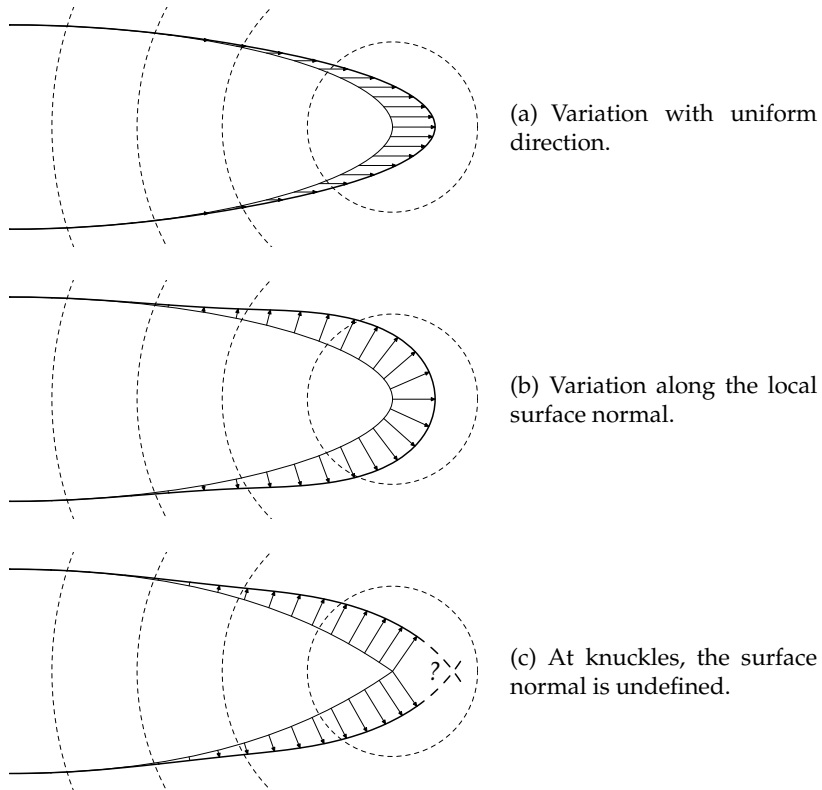 (a) Variation with uniform
direction.
(b) Variation along the local
surface normal.
?
(c) At knuckles, the surface
normal is undefined.